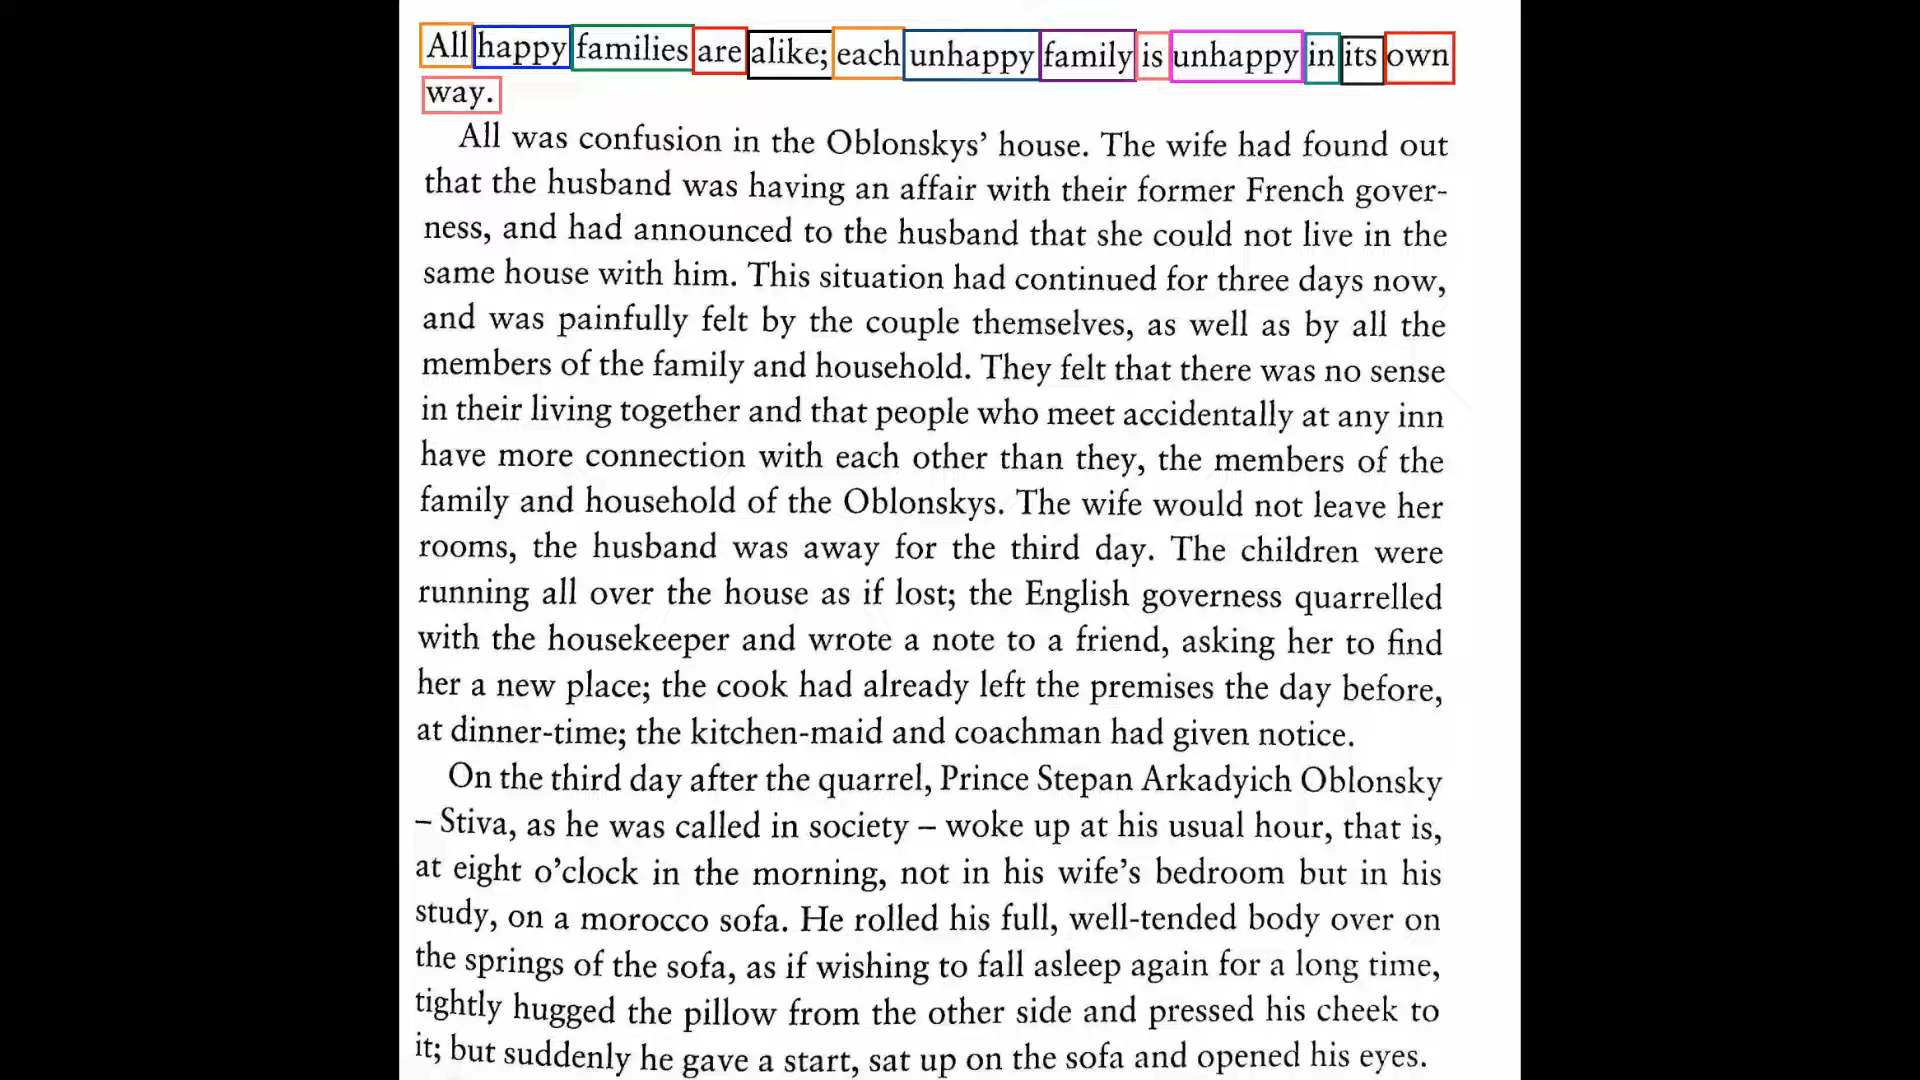 All happy families are alike; each unhappy family is unhappy in its own
way.
All was confusion in the Oblonskys’ house. The wife had found out
that the husband was having an affair with their former French gover-
ness, and had announced to the husband that she could not live in the
same house with him. This situation had continued for three days now,
and was painfully felt by the couple themselves, as well as by all the
members of the family and household. They felt that there was no sense
in their living together and that people who meet accidentally at any inn
have more connection with each other than they, the members of the
family and household of the Oblonskys. The wife would not leave her
rooms, the husband was away for the third day. The children were
running all over the house as if lost; the English governess quarrelled
with the housekeeper and wrote a note to a friend, asking her to find
her a new place; the cook had already left the premises the day before,
at dinner-time; the kitchen-maid and coachman had given notice.
On the third day after the quarrel, Prince Stepan Arkadyich Oblonsky
– Stiva, as he was called in society – woke up at his usual hour, that is,
at eight o’clock in the morning, not in his wife’s bedroom but in his
study, on a morocco sofa. He rolled his full, well-tended body over on
the springs of the sofa, as if wishing to fall asleep again for a long time,
tightly hugged the pillow from the other side and pressed his cheek to
it; but suddenly he gave a start, sat up on the sofa and opened his eyes.